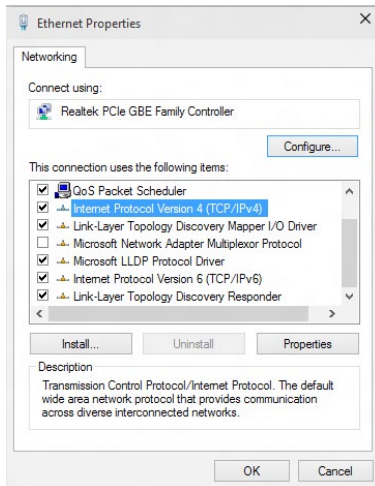 Ethernet Properties
Networking
Connect using:
Realtek PCIe GBE Family Controller
Configure...
This connection uses the following items:
QoS Packet Scheduler
Internet Protocol Version 4 (TCP/IPv4)
Link-Layer Topology Discovery Mapper I/O Driver
Microsoft Network Adapter Multiplexor Protocol
Microsoft LLDP Protocol Driver
Internet Protocol Version 6 (TCP/IPv6)
Link-Layer Topology Discovery Responder
Install... Uninstall Properties
Description
Transmission Control Protocol/Internet Protocol. The default
wide area network protocol that provides communication
across diverse interconnected networks.
OK Cancel